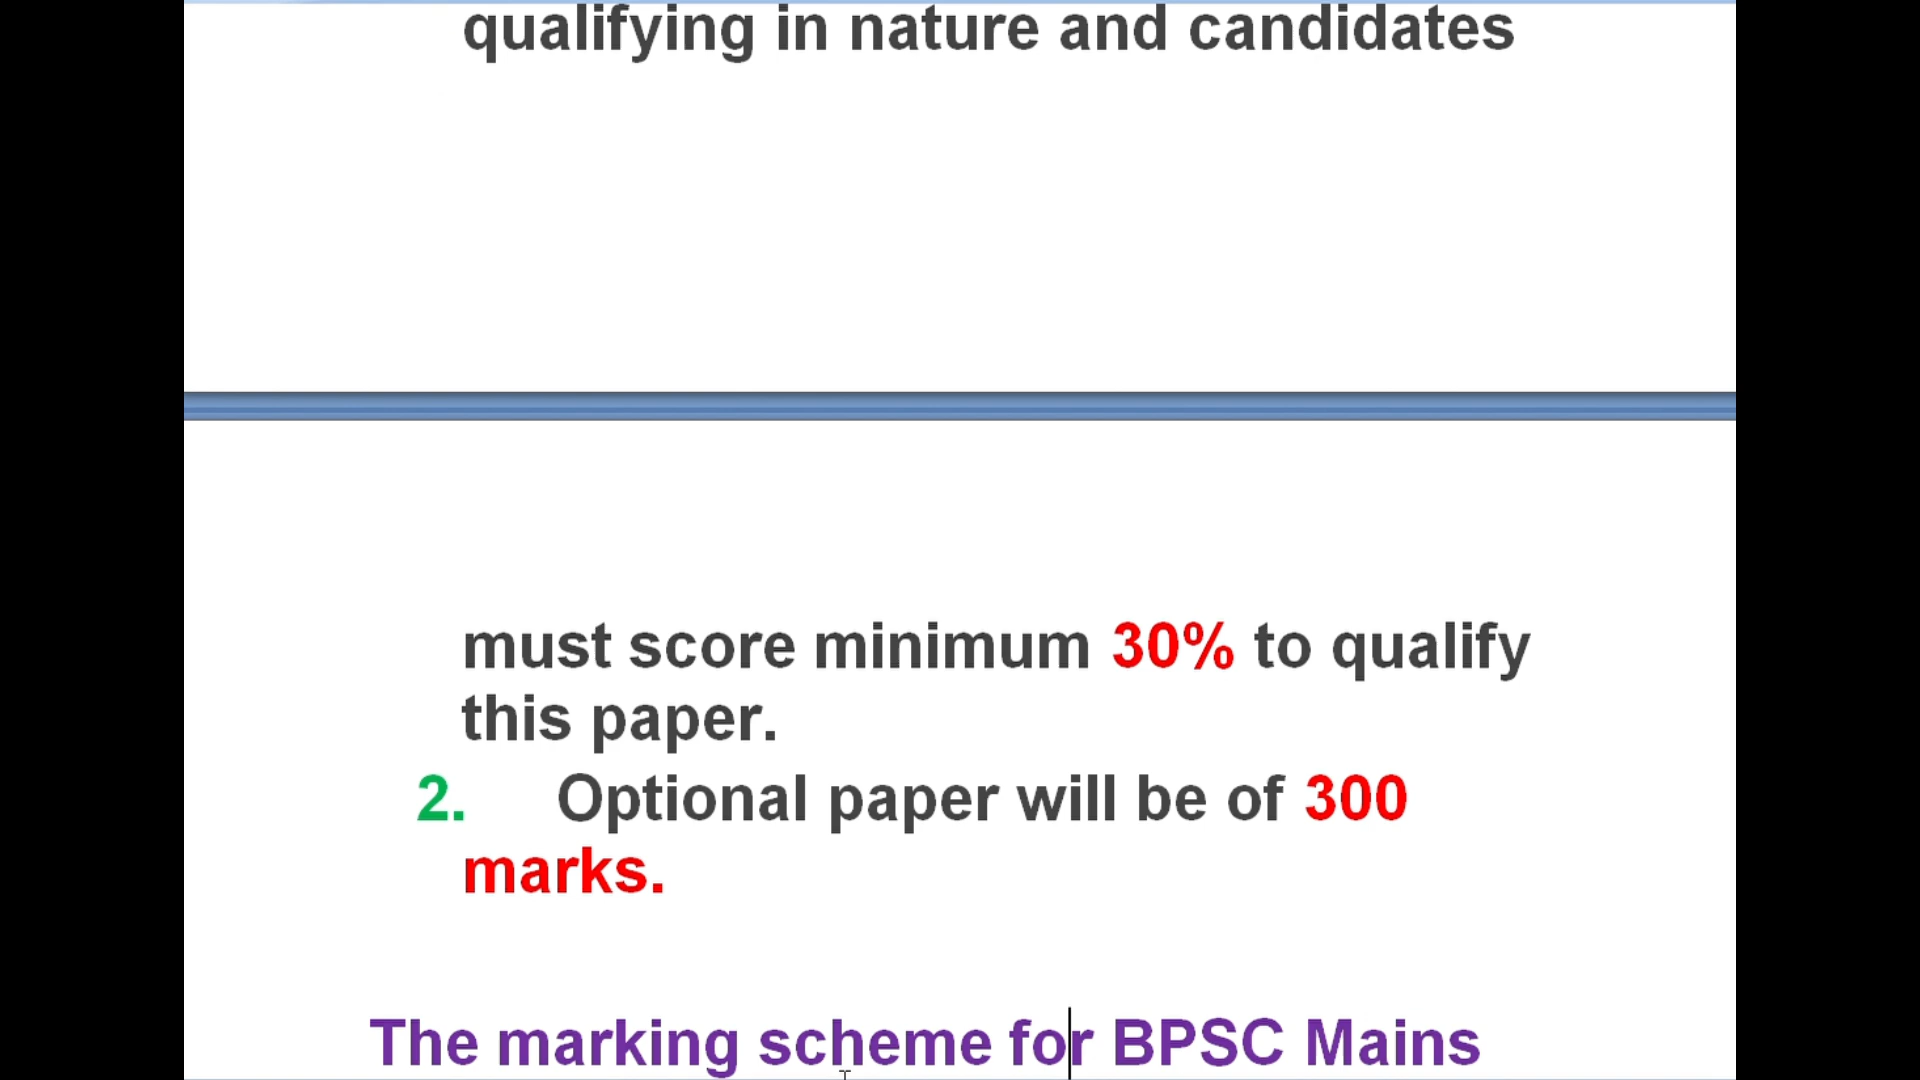 qualifying in nature and candidates
must score minimum 30% to qualify
this paper.
2. Optional paper will be of 300
marks.
The marking scheme for BPSC Mains